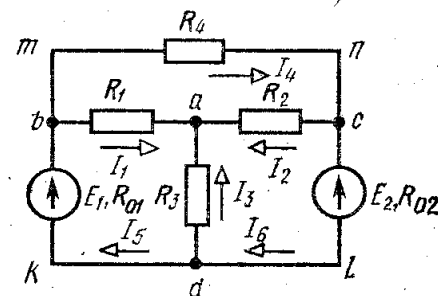 m R₄ n
I₄
R₁ a R₂
b c
I₁ I₂
E₁, R₀₁ R₃ I₃ E₂, R₀₂
I₅ I₆
k d l